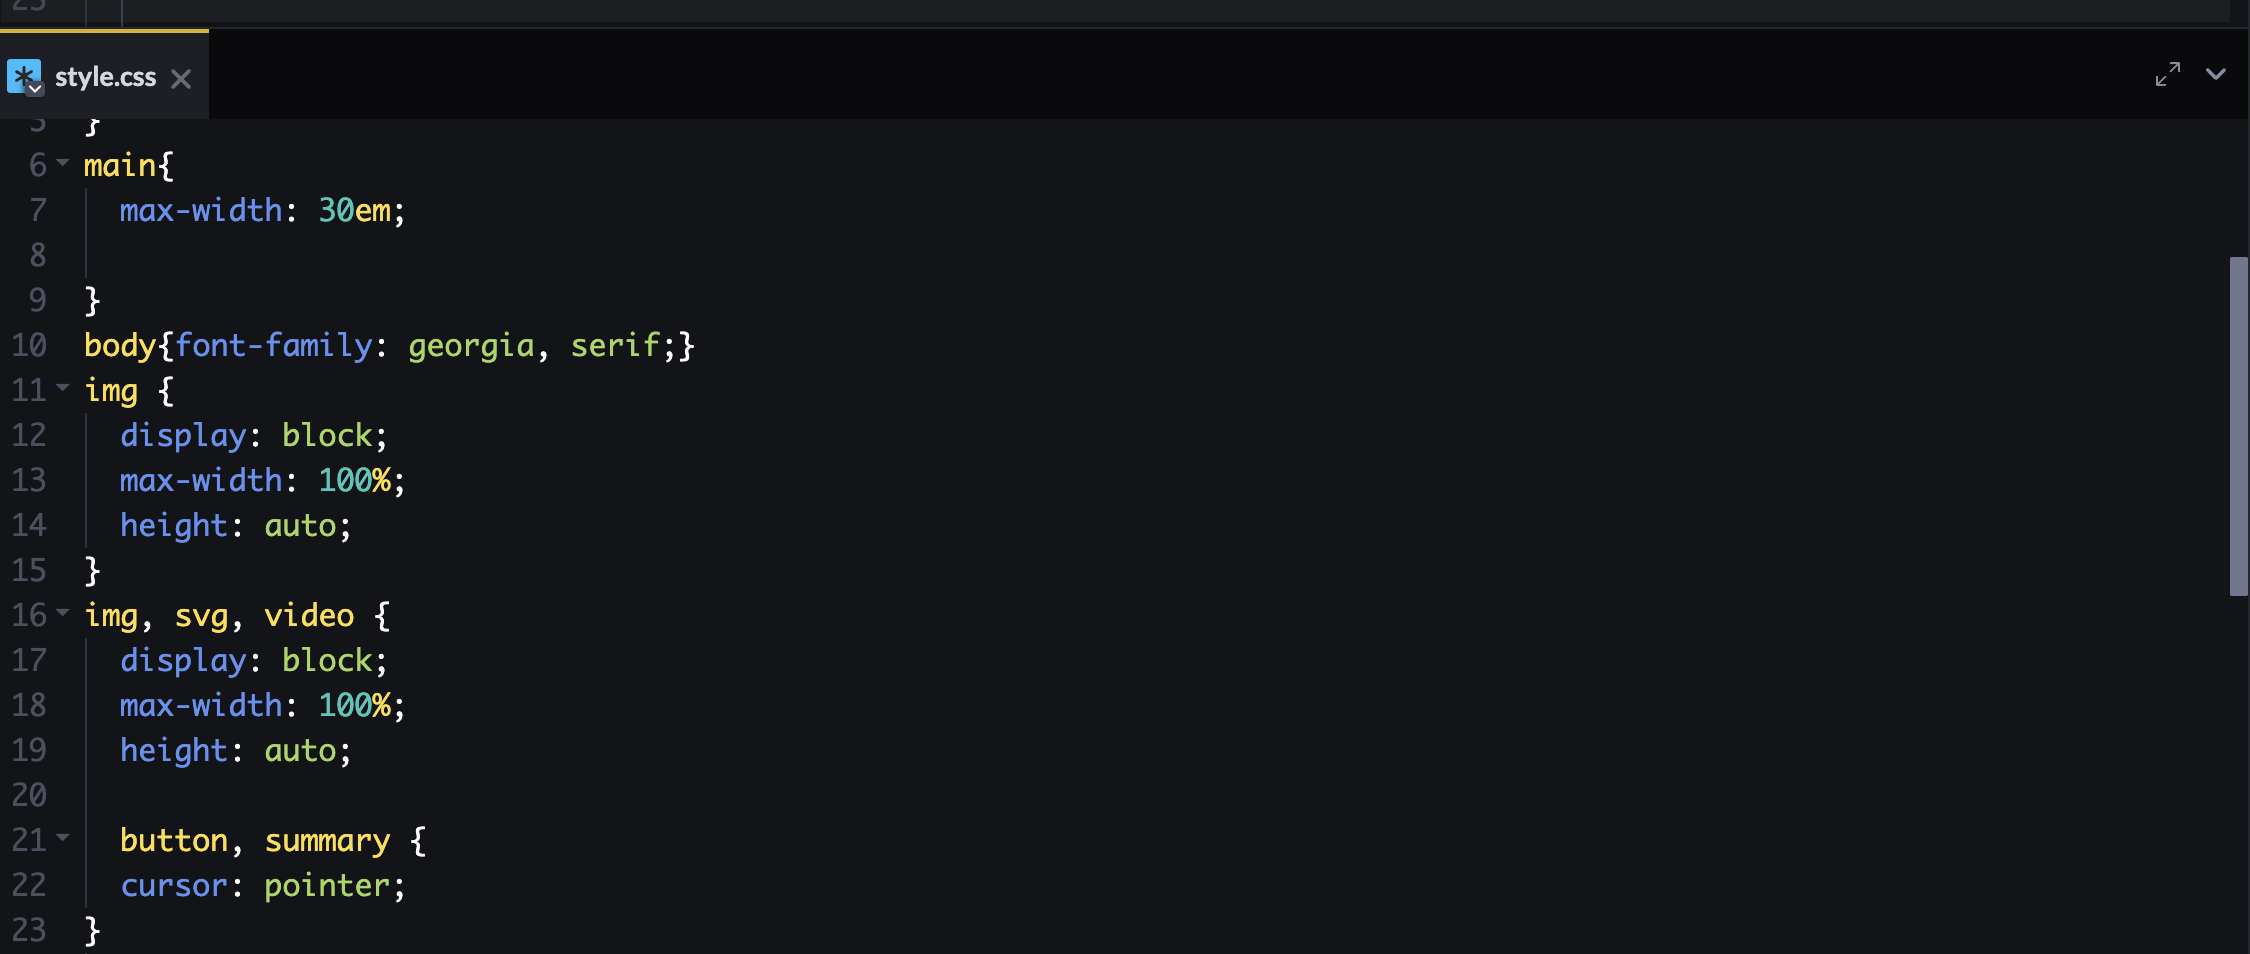 style.css
5 }
6 main{
7 max-width: 30em;
8
9 }
10 body{font-family: georgia, serif;}
11 img {
12 display: block;
13 max-width: 100%;
14 height: auto;
15 }
16 img, svg, video {
17 display: block;
18 max-width: 100%;
19 height: auto;
20
21 button, summary {
22 cursor: pointer;
23 }